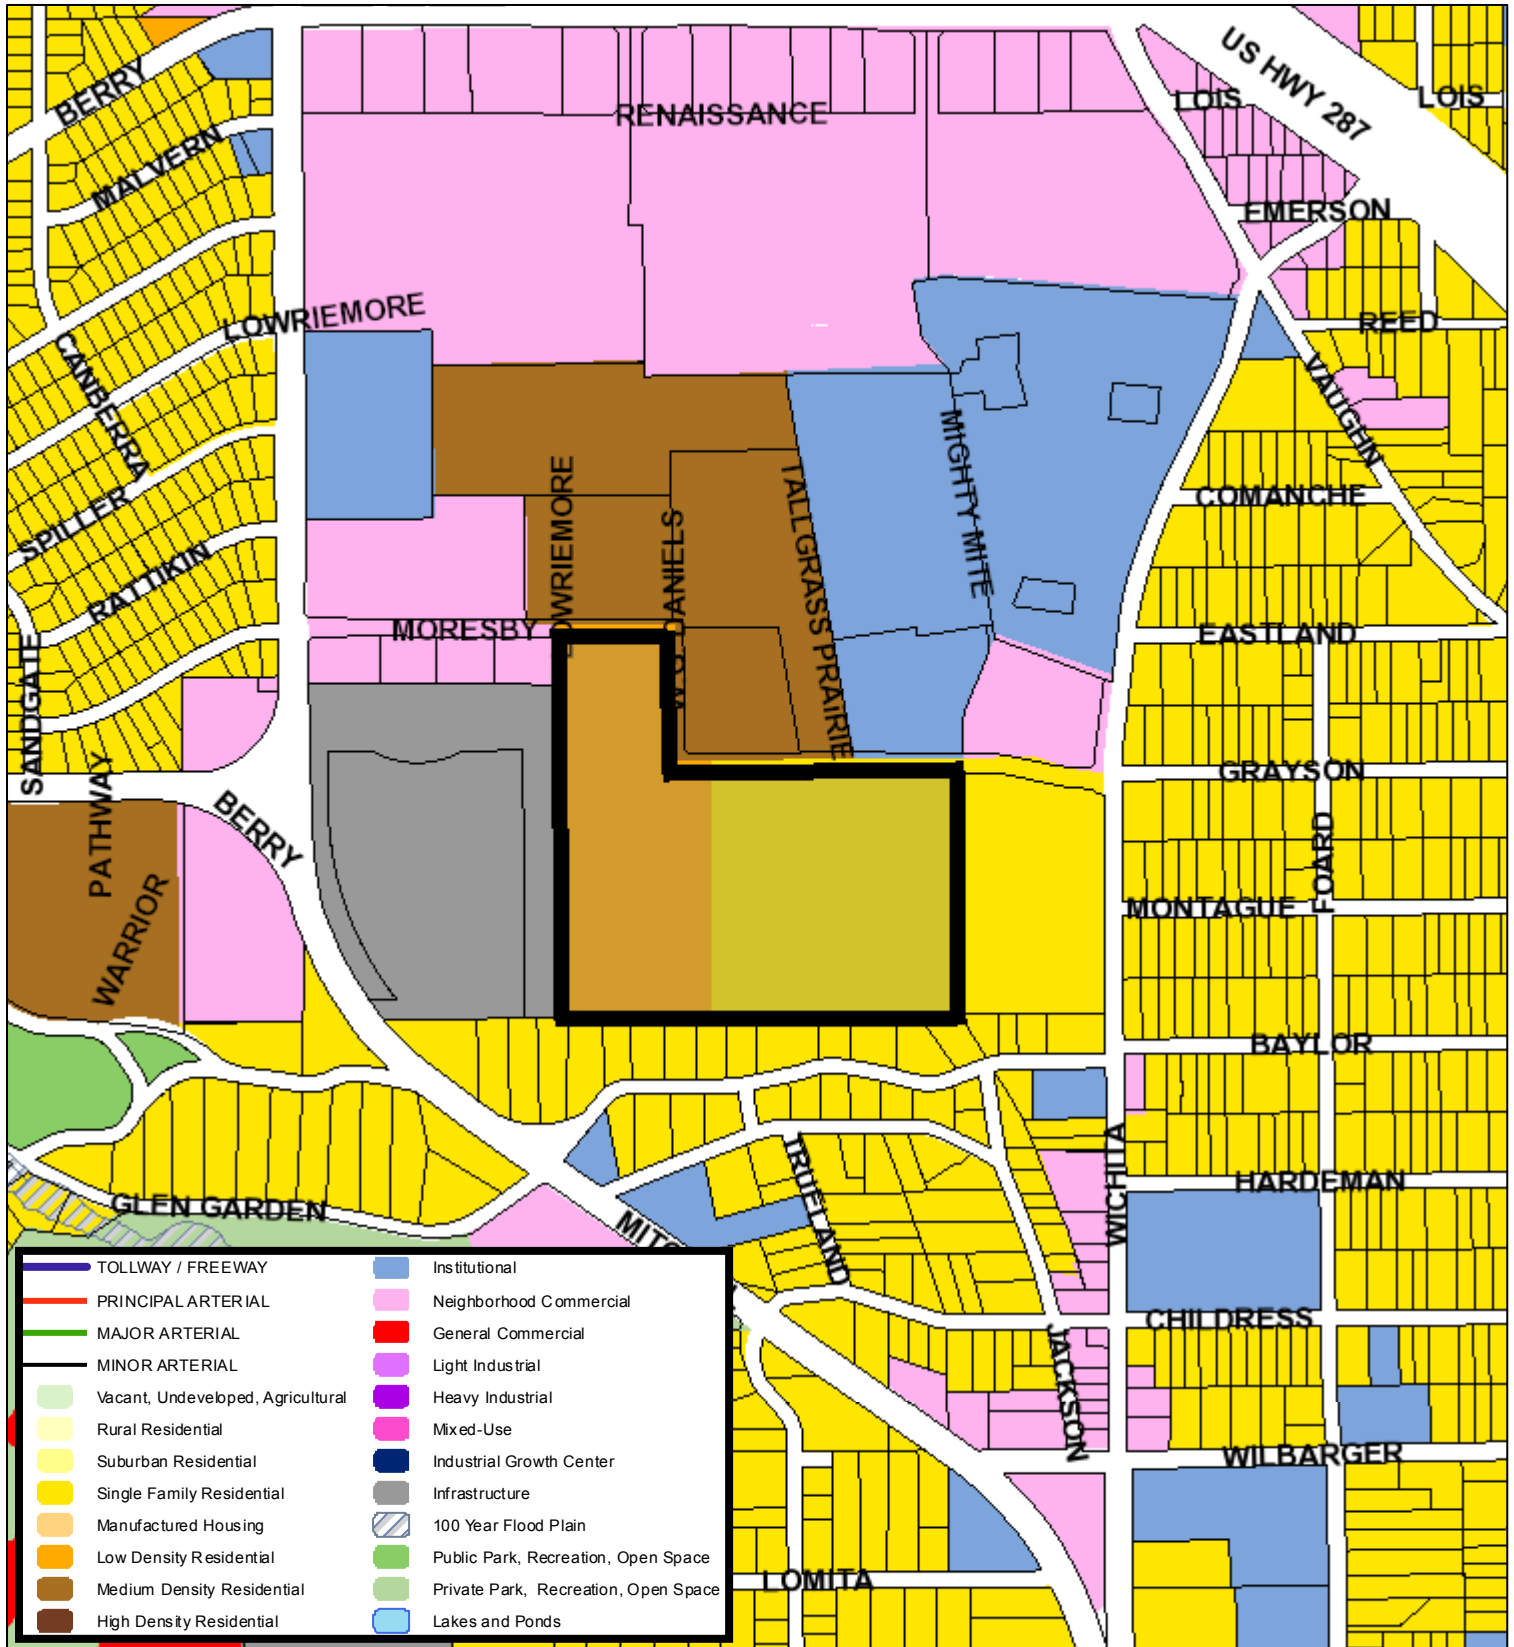 US HWY 287
BERRY
LOIS
LOIS
RENAISSANCE
MALVERN
EMERSON
LOWRIEMORE
REED
CANBERRA
VAUGHN
MIGHTY MITE
LOWRIEMORE
TALLGRASS PRAIRIE
COMANCHE
SPILLER
DANIELS
RATTIKIN
MORESBY
EASTLAND
SANDGATE
GRAYSON
PATHWAY
BERRY
FOARD
WARRIOR
MONTAGUE
BAYLOR
TRUELAND
WICHITA
HARDEMAN
GLEN GARDEN
MITC
CHILDRESS
JACKSON
WILBARGER
LOMITA
TOLLWAY / FREEWAY
PRINCIPAL ARTERIAL
MAJOR ARTERIAL
MINOR ARTERIAL
Vacant, Undeveloped, Agricultural
Rural Residential
Suburban Residential
Single Family Residential
Manufactured Housing
Low Density Residential
Medium Density Residential
High Density Residential
Institutional
Neighborhood Commercial
General Commercial
Light Industrial
Heavy Industrial
Mixed-Use
Industrial Growth Center
Infrastructure
100 Year Flood Plain
Public Park, Recreation, Open Space
Private Park, Recreation, Open Space
Lakes and Ponds